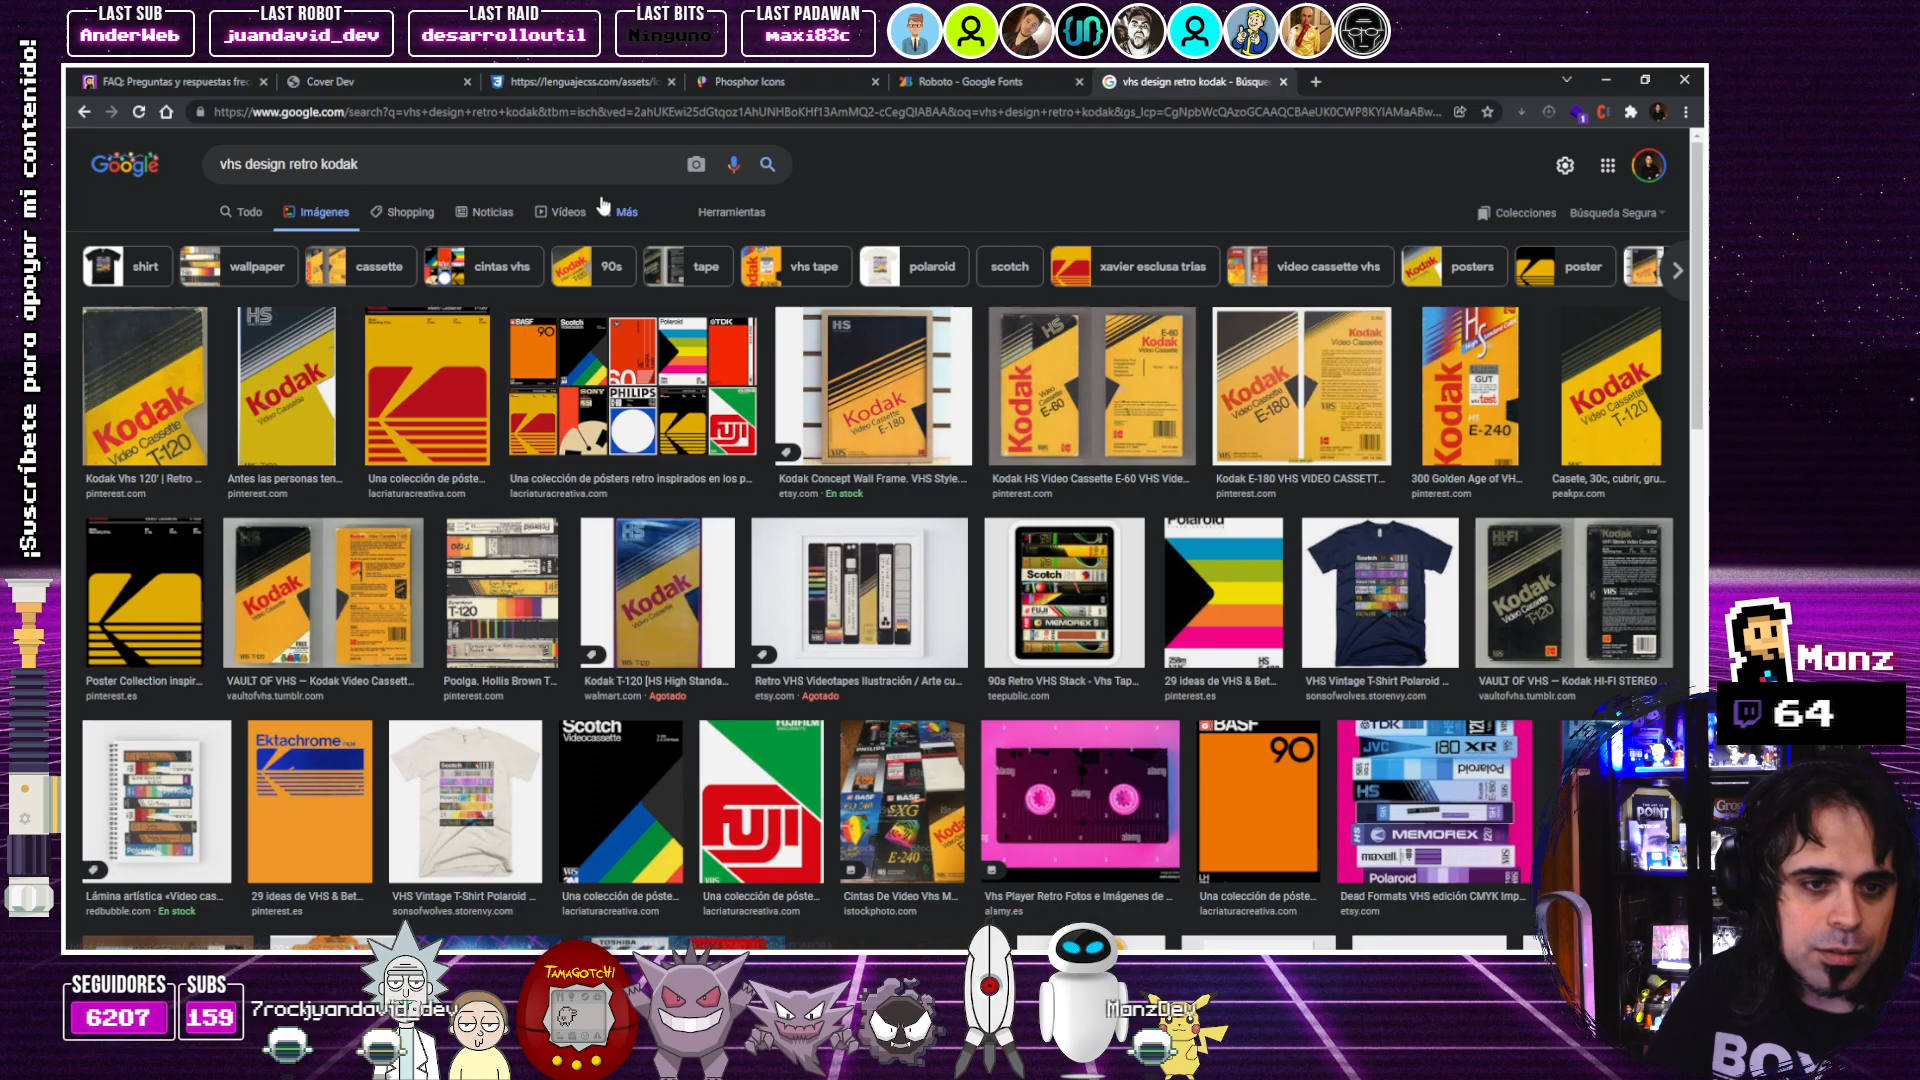 LAST SUB
AnderWeb
LAST ROBOT
juandavid_dev
LAST RAID
desarrolloutil
LAST BITS
Ninguno
LAST PADAWAN
maxi83c
¡Suscríbete para apoyar mi contenido!
FAQ: Preguntas y respuestas fre
Cover Dev
https://lenguajecss.com/assets/
Phosphor Icons
Roboto - Google Fonts
vhs design retro kodak - Búsque
https://www.google.com/search?q=vhs+design+retro+kodak&tbm=isch&ved=2ahUKEwi25dGtqoz1AhUNHBoKHf13AmMQ2-cCegQIABAA&oq=vhs+design+retro+kodak&gs_lcp=CgNpbWcQAzoGCAAQCBAeUK0CWP8KYIAMaABw...
Google
vhs design retro kodak
Todo
Imágenes
Shopping
Noticias
Vídeos
Más
Herramientas
Colecciones
Búsqueda Segura
shirt
wallpaper
cassette
cintas vhs
90s
tape
vhs tape
polaroid
scotch
xavier esclusa trias
video cassette vhs
posters
poster
Kodak Vhs 120' | Retro ...
pinterest.com
Antes las personas ten...
pinterest.com
Una colección de póste...
lacriaturacreativa.com
Una colección de pósters retro inspirados en los p...
lacriaturacreativa.com
Kodak Concept Wall Frame. VHS Style...
etsy.com · En stock
Kodak HS Video Cassette E-60 VHS Vide...
pinterest.com
Kodak E-180 VHS VIDEO CASSETT...
pinterest.com
300 Golden Age of VH...
pinterest.com
Casete, 30c, cubrir, gru...
peakpx.com
Poster Collection inspir...
pinterest.es
VAULT OF VHS — Kodak Video Cassett...
vaultofvhs.tumblr.com
Poolga. Hollis Brown T...
pinterest.com
Kodak T-120 [HS High Standa...
walmart.com · Agotado
Retro VHS Videotapes Ilustración / Arte cu...
etsy.com · Agotado
90s Retro VHS Stack - Vhs Tap...
teepublic.com
29 ideas de VHS & Bet...
pinterest.es
VHS Vintage T-Shirt Polaroid ...
sonsofwolves.storenvy.com
VAULT OF VHS — Kodak HI-FI STEREO
vaultofvhs.tumblr.com
Lámina artística «Video cas...
redbubble.com · En stock
29 ideas de VHS & Bet...
pinterest.es
VHS Vintage T-Shirt Polaroid ...
sonsofwolves.storenvy.com
Una colección de póste...
lacriaturacreativa.com
Una colección de póste...
lacriaturacreativa.com
Cintas De Video Vhs M...
istockphoto.com
Vhs Player Retro Fotos e Imágenes de ...
alamy.es
Una colección de póste...
lacriaturacreativa.com
Dead Formats VHS edición CMYK Imp...
etsy.com
Manz
64
SEGUIDORES
6207
SUBS
159
TAMAGOTCHI
ManzDev